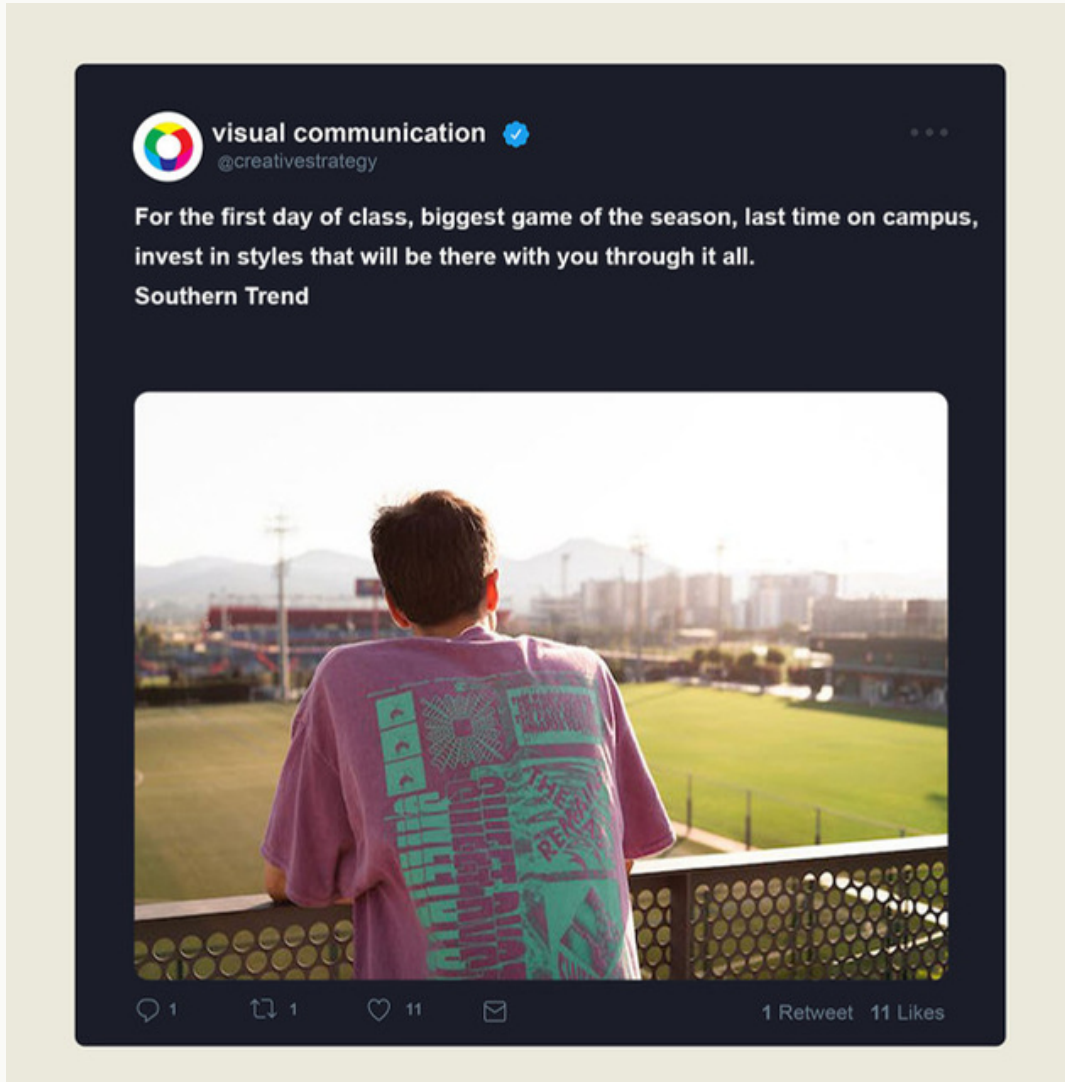 visual communication
@creativestrategy
For the first day of class, biggest game of the season, last time on campus,
invest in styles that will be there with you through it all.
Southern Trend
1
1
11
1 Retweet 11 Likes